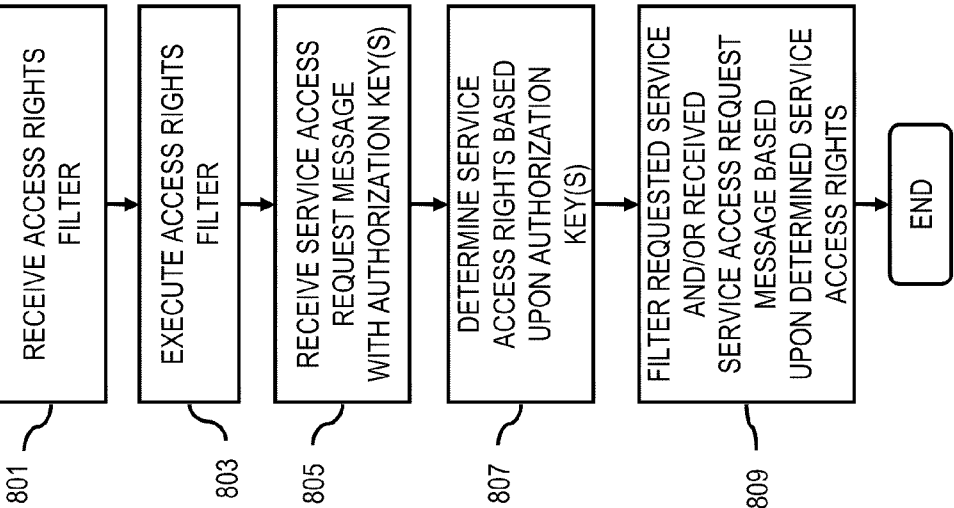 801
RECEIVE ACCESS RIGHTS
FILTER
803
EXECUTE ACCESS RIGHTS
FILTER
805
RECEIVE SERVICE ACCESS
REQUEST MESSAGE
WITH AUTHORIZATION KEY(S)
807
DETERMINE SERVICE
ACCESS RIGHTS BASED
UPON AUTHORIZATION
KEY(S)
809
FILTER REQUESTED SERVICE
AND/OR RECEIVED
SERVICE ACCESS REQUEST
MESSAGE BASED
UPON DETERMINED SERVICE
ACCESS RIGHTS
END